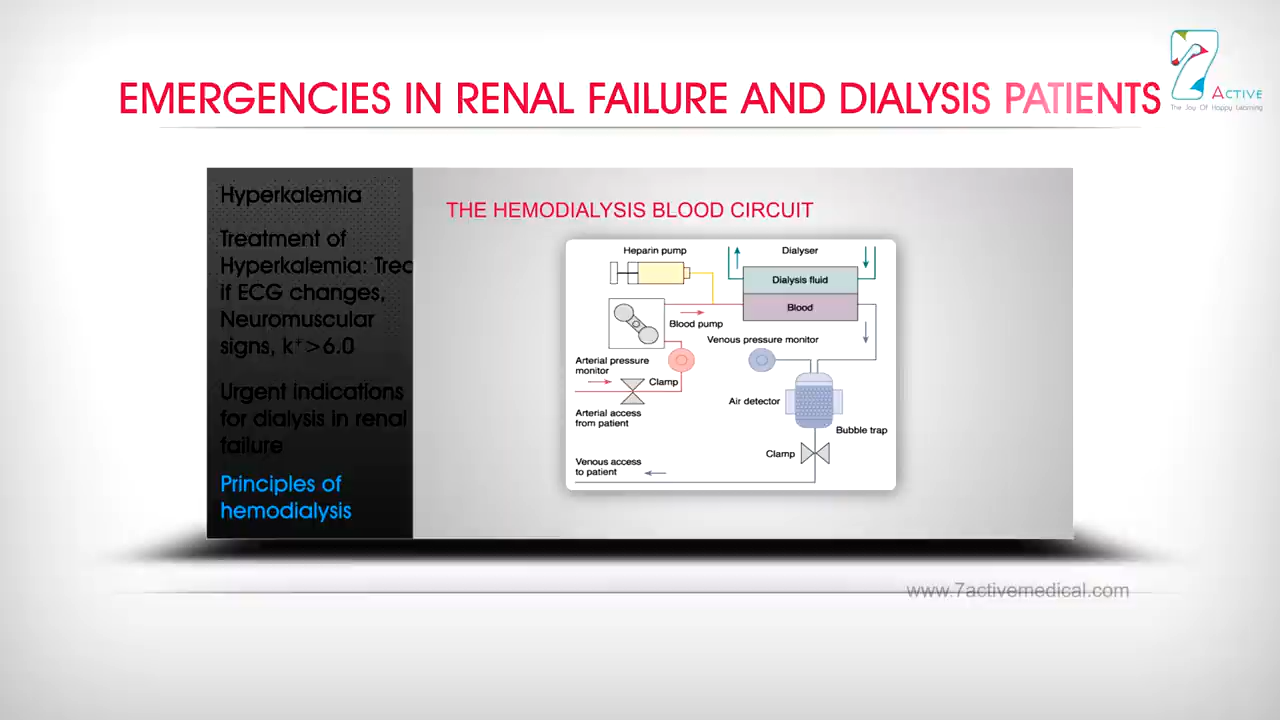 EMERGENCIES IN RENAL FAILURE AND DIALYSIS PATIENTS
7 ACTIVE
The Joy Of Happy Learning
Hyperkalemia
Treatment of
Hyperkalemia: Trea
if ECG changes,
Neuromuscular
signs, k⁺>6.0
Urgent indications
for dialysis in renal
failure
Principles of
hemodialysis
THE HEMODIALYSIS BLOOD CIRCUIT
Heparin pump
Dialyser
Dialysis fluid
Blood
Blood pump
Venous pressure monitor
Arterial pressure
monitor
Clamp
Air detector
Arterial access
from patient
Bubble trap
Clamp
Venous access
to patient
www.7activemedical.com